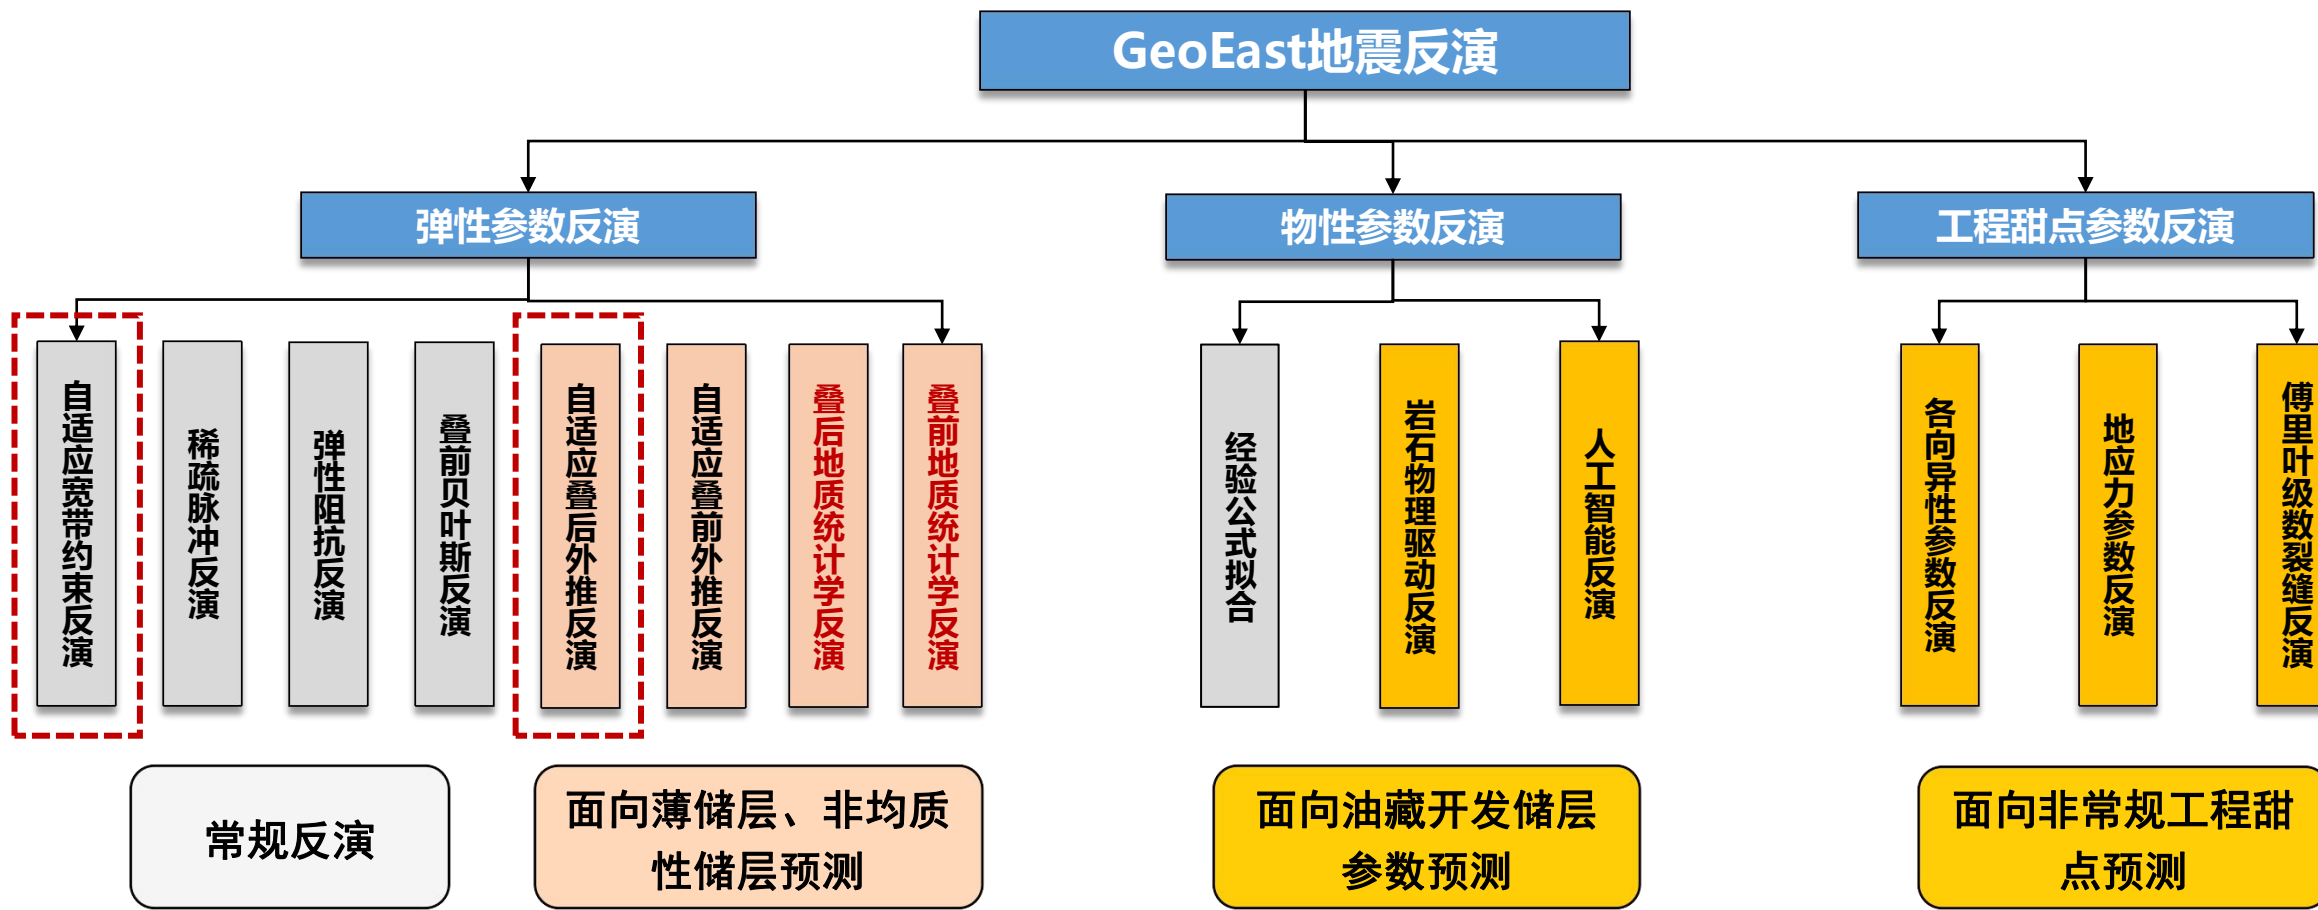 GeoEast地震反演
弹性参数反演
物性参数反演
工程甜点参数反演
自适应宽带约束反演
稀疏脉冲反演
弹性阻抗反演
叠前贝叶斯反演
自适应叠后外推反演
自适应叠前外推反演
叠后地质统计学反演
叠前地质统计学反演
经验公式拟合
岩石物理驱动反演
人工智能反演
各向异性参数反演
地应力参数反演
傅里叶级数裂缝反演
常规反演
面向薄储层、非均质
性储层预测
面向油藏开发储层
参数预测
面向非常规工程甜
点预测